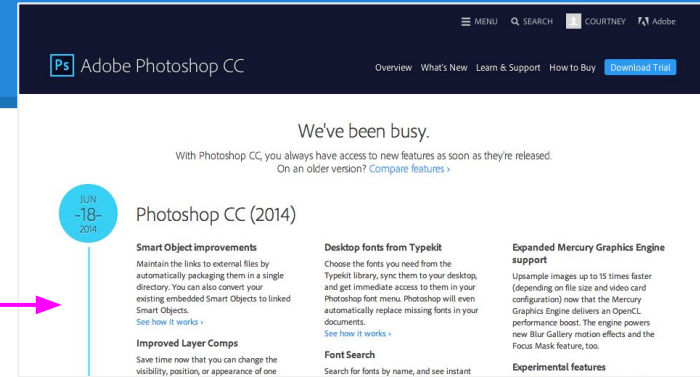 MENU SEARCH COURTNEY Adobe
Ps Adobe Photoshop CC
Overview What's New Learn & Support How to Buy Download Trial
We've been busy.
With Photoshop CC, you always have access to new features as soon as they're released.
On an older version? Compare features ›
JUN
-18-
2014
Photoshop CC (2014)
Smart Object improvements
Maintain the links to external files by
automatically packaging them in a single
directory. You can also convert your
existing embedded Smart Objects to linked
Smart Objects.
See how it works ›
Improved Layer Comps
Save time now that you can change the
visibility, position, or appearance of one
Desktop fonts from Typekit
Choose the fonts you need from the
Typekit library, sync them to your desktop,
and get immediate access to them in your
Photoshop font menu. Photoshop will even
automatically replace missing fonts in your
documents.
See how it works ›
Font Search
Search for fonts by name, and see instant
Expanded Mercury Graphics Engine
support
Upsample images up to 15 times faster
(depending on file size and video card
configuration) now that the Mercury
Graphics Engine delivers an OpenCL
performance boost. The engine powers
new Blur Gallery motion effects and the
Focus Mask feature, too.
Experimental features